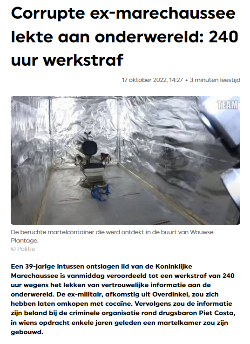 Corrupte ex-marechaussee
lekte aan onderwereld: 240
uur werkstraf
17 oktober 2022, 14:27 • 3 minuten leestijd
TEAM
De beruchte martelcontainer die werd ontdekt in de buurt van Wouwse
Plantage.
© Politie
Een 39-jarige intussen ontslagen lid van de Koninklijke
Marechaussee is vanmiddag veroordeeld tot een werkstraf van 240
uur wegens het lekken van vertrouwelijke informatie aan de
onderwereld. De ex-militair, afkomstig uit Overdinkel, zou zich
hebben laten omkopen met cocaïne. Vervolgens zou de informatie
zijn beland bij de criminele organisatie rond drugsbaron Piet Costa,
in wiens opdracht enkele jaren geleden een martelkamer zou zijn
gebouwd.